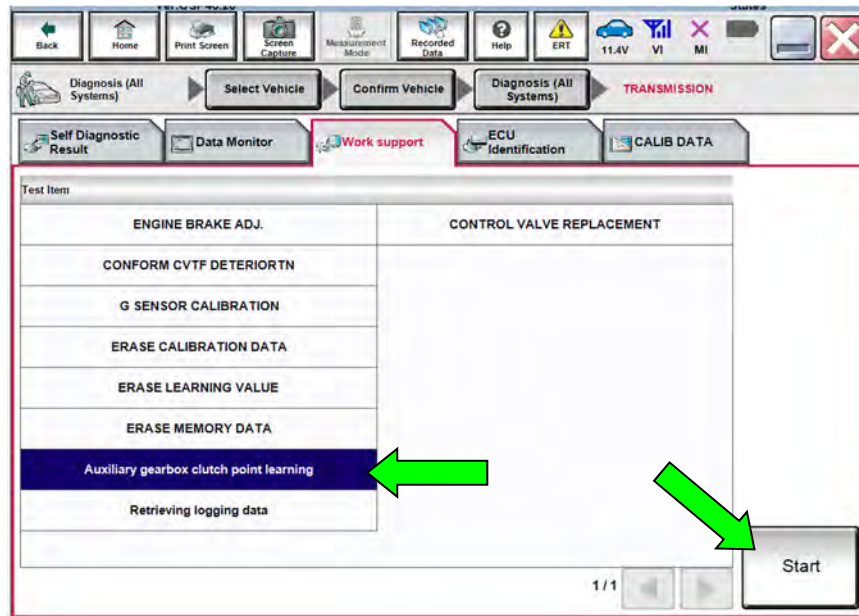 Back
Home
Print Screen
Screen
Capture
Measurement
Mode
Recorded
Data
Help
ERT
11.4V
VI
MI
Diagnosis (All
Systems)
Select Vehicle
Confirm Vehicle
Diagnosis (All
Systems)
TRANSMISSION
Self Diagnostic
Result
Data Monitor
Work support
ECU
Identification
CALIB DATA
Test Item
ENGINE BRAKE ADJ.
CONTROL VALVE REPLACEMENT
CONFORM CVTF DETERIORTN
G SENSOR CALIBRATION
ERASE CALIBRATION DATA
ERASE LEARNING VALUE
ERASE MEMORY DATA
Auxiliary gearbox clutch point learning
Retrieving logging data
1/1
Start